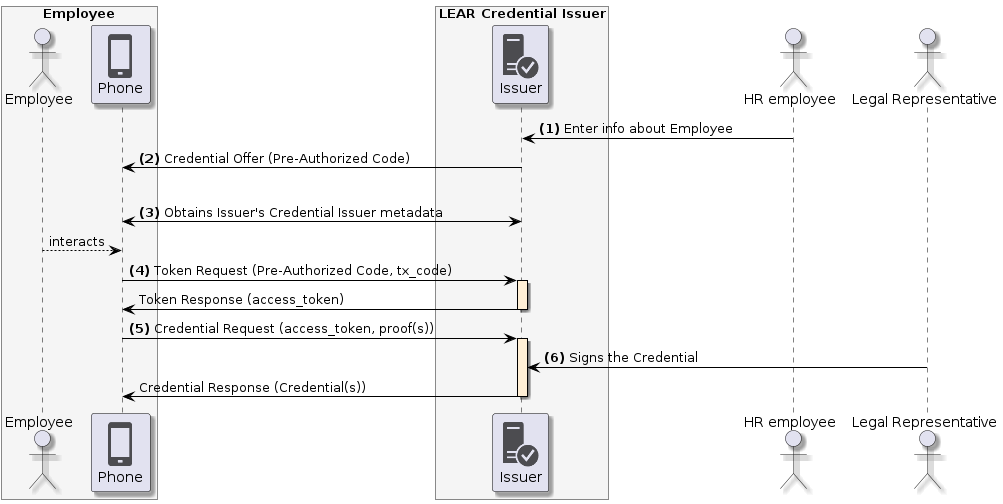 Employee
LEAR Credential Issuer
Employee
Phone
Issuer
HR employee
Legal Representative
(1) Enter info about Employee
(2) Credential Offer (Pre-Authorized Code)
(3) Obtains Issuer's Credential Issuer metadata
interacts
(4) Token Request (Pre-Authorized Code, tx_code)
Token Response (access_token)
(5) Credential Request (access_token, proof(s))
(6) Signs the Credential
Credential Response (Credential(s))
Employee
Phone
Issuer
HR employee
Legal Representative